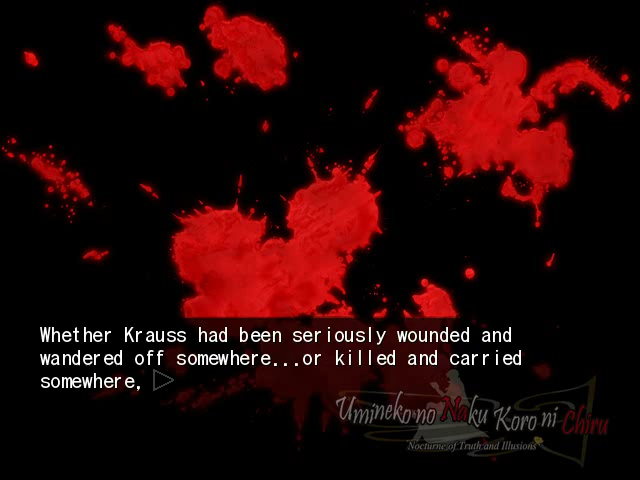 Whether Krauss had been seriously wounded and
wandered off somewhere...or killed and carried
somewhere,
Umineko no Naku Koro ni Chiru
Nocturne of Truth and Illusions